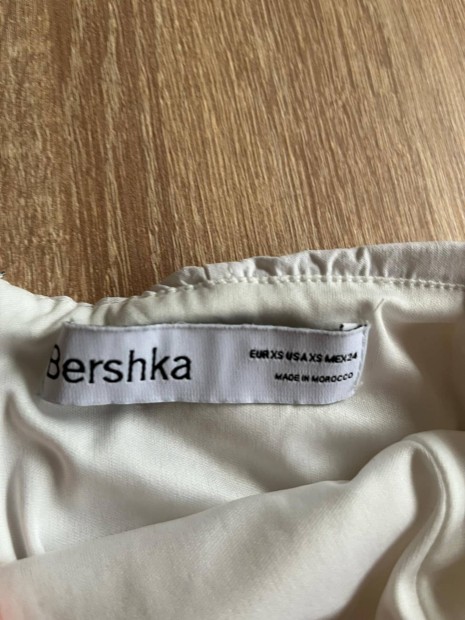 Bershka
EUR XS USA XS MEX 24
MADE IN MOROCCO